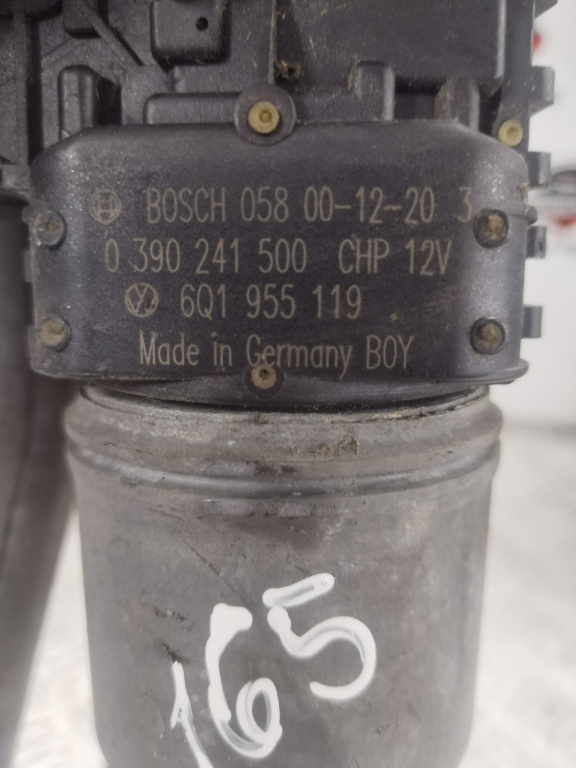 BOSCH 058 00-12-20 3
0 390 241 500 CHP 12V
6Q1 955 119
Made in Germany BOY
165